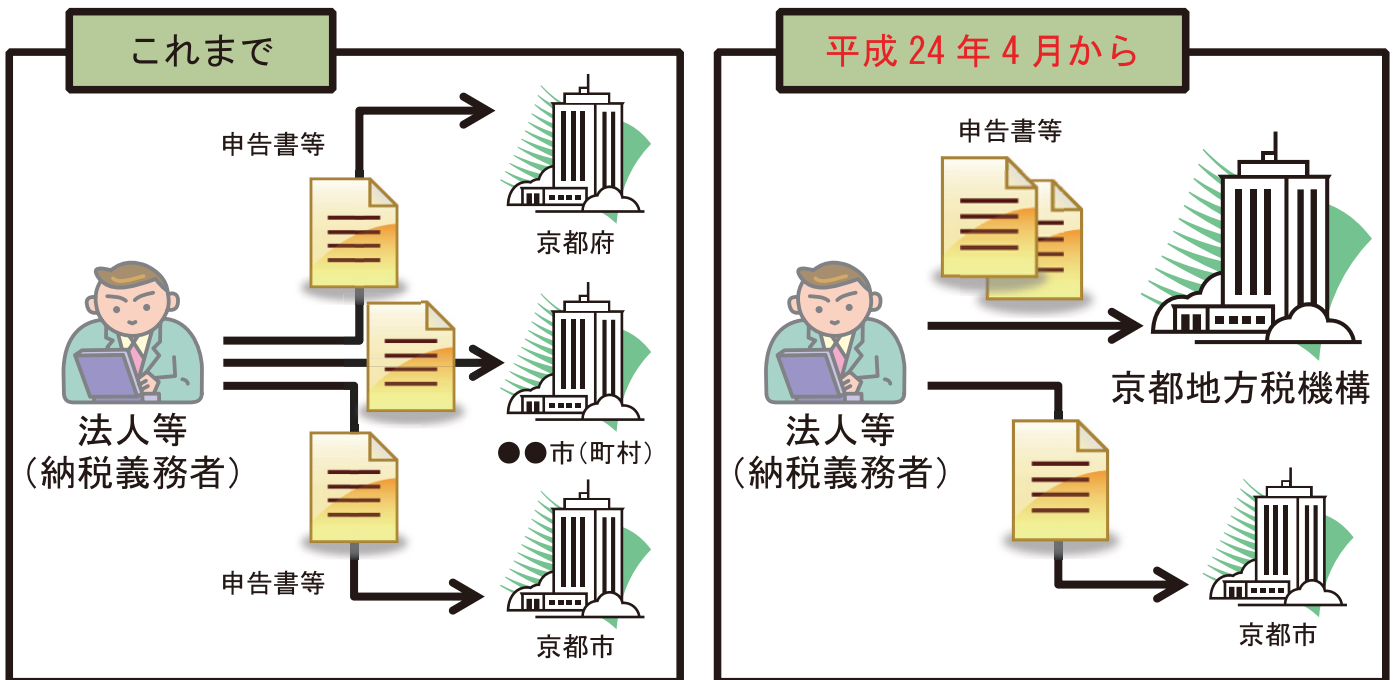 これまで
申告書等
京都府
法人等
（納税義務者）
●●市（町村）
申告書等
京都市
平成 24 年 4 月から
申告書等
京都地方税機構
法人等
（納税義務者）
京都市